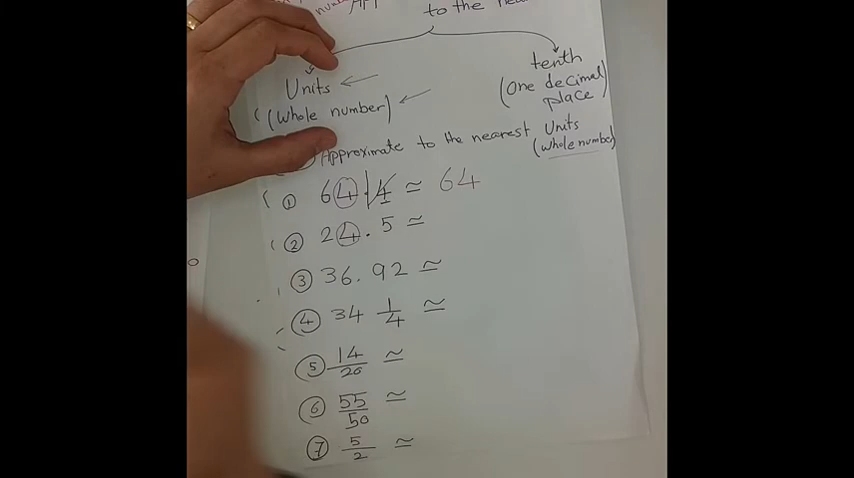 to the
Units
(whole number)
tenth
(One decimal place)
Approximate to the nearest Units
(whole number)
① 64.4 ≃ 64
② 24.5 ≃
③ 36.92 ≃
④ 34 1/4 ≃
⑤ 14/20 ≃
⑥ 55/50 ≃
⑦ 5/2 ≃